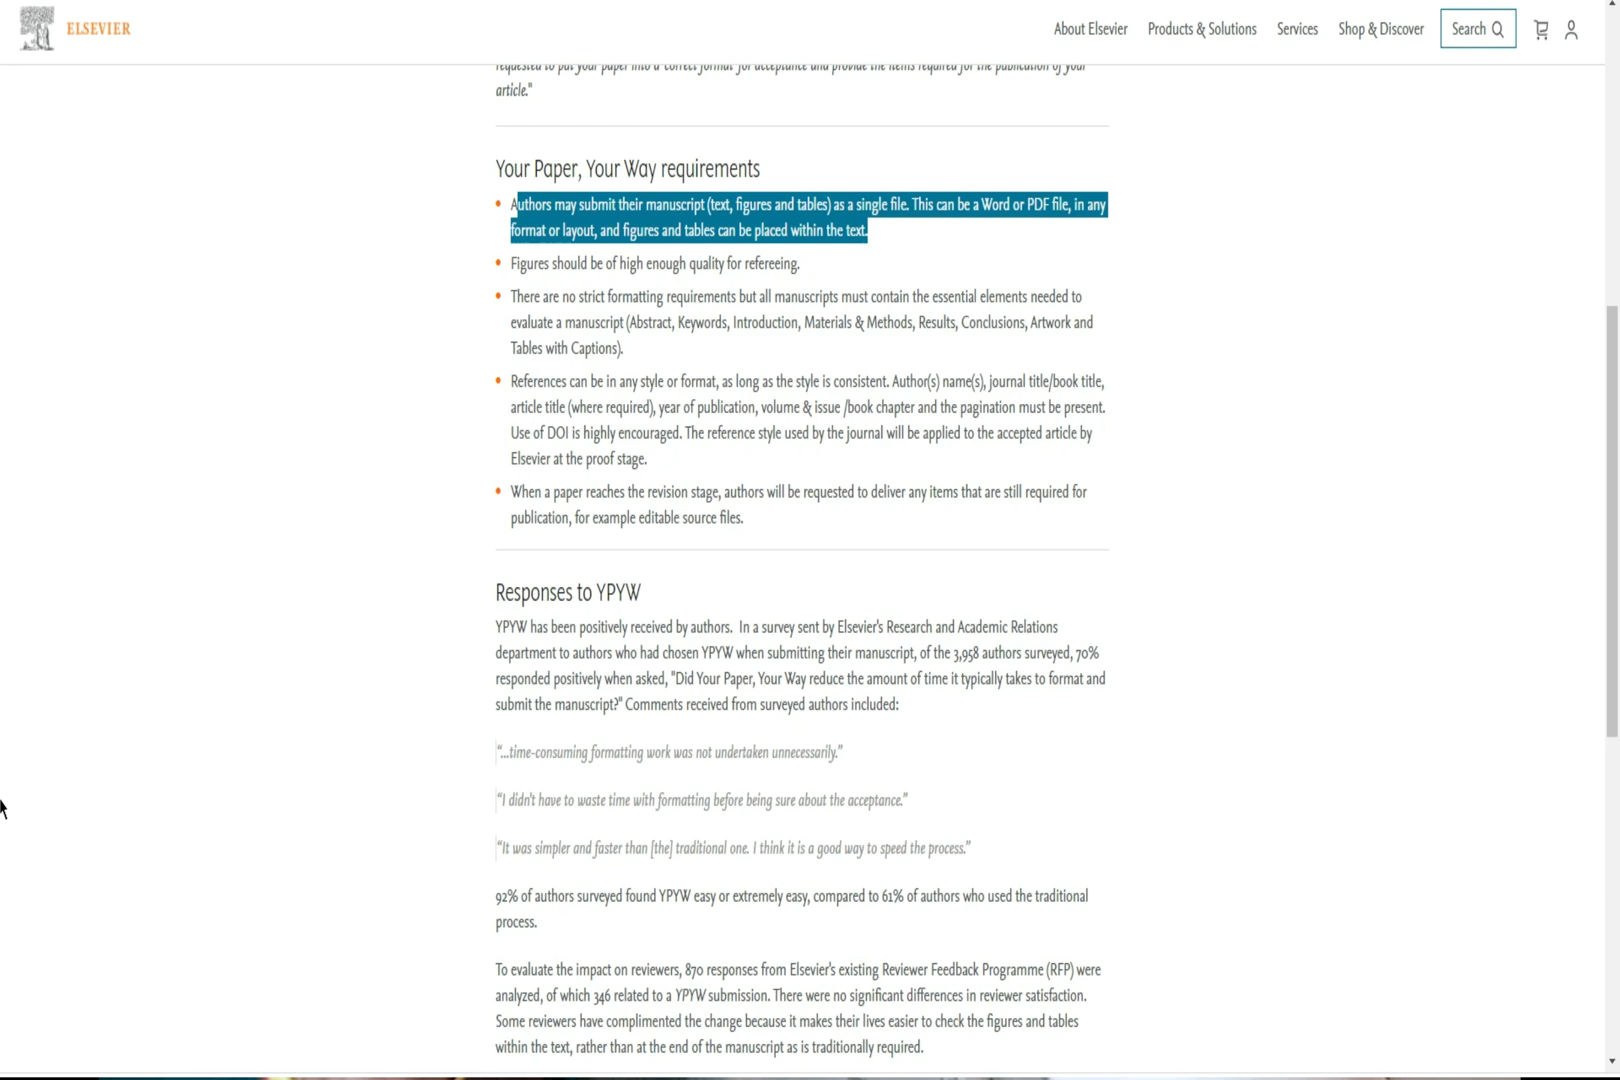 ELSEVIER
About Elsevier Products & Solutions Services Shop & Discover Search
requested to put your paper into a 'correct format' for acceptance and provide the items required for the publication of your
article."
Your Paper, Your Way requirements
• Authors may submit their manuscript (text, figures and tables) as a single file. This can be a Word or PDF file, in any
format or layout, and figures and tables can be placed within the text.
• Figures should be of high enough quality for refereeing.
• There are no strict formatting requirements but all manuscripts must contain the essential elements needed to
evaluate a manuscript (Abstract, Keywords, Introduction, Materials & Methods, Results, Conclusions, Artwork and
Tables with Captions).
• References can be in any style or format, as long as the style is consistent. Author(s) name(s), journal title/book title,
article title (where required), year of publication, volume & issue /book chapter and the pagination must be present.
Use of DOI is highly encouraged. The reference style used by the journal will be applied to the accepted article by
Elsevier at the proof stage.
• When a paper reaches the revision stage, authors will be requested to deliver any items that are still required for
publication, for example editable source files.
Responses to YPYW
YPYW has been positively received by authors. In a survey sent by Elsevier's Research and Academic Relations
department to authors who had chosen YPYW when submitting their manuscript, of the 3,958 authors surveyed, 70%
responded positively when asked, "Did Your Paper, Your Way reduce the amount of time it typically takes to format and
submit the manuscript?" Comments received from surveyed authors included:
“...time-consuming formatting work was not undertaken unnecessarily.”
“I didn't have to waste time with formatting before being sure about the acceptance.”
“It was simpler and faster than [the] traditional one. I think it is a good way to speed the process.”
92% of authors surveyed found YPYW easy or extremely easy, compared to 61% of authors who used the traditional
process.
To evaluate the impact on reviewers, 870 responses from Elsevier's existing Reviewer Feedback Programme (RFP) were
analyzed, of which 346 related to a YPYW submission. There were no significant differences in reviewer satisfaction.
Some reviewers have complimented the change because it makes their lives easier to check the figures and tables
within the text, rather than at the end of the manuscript as is traditionally required.